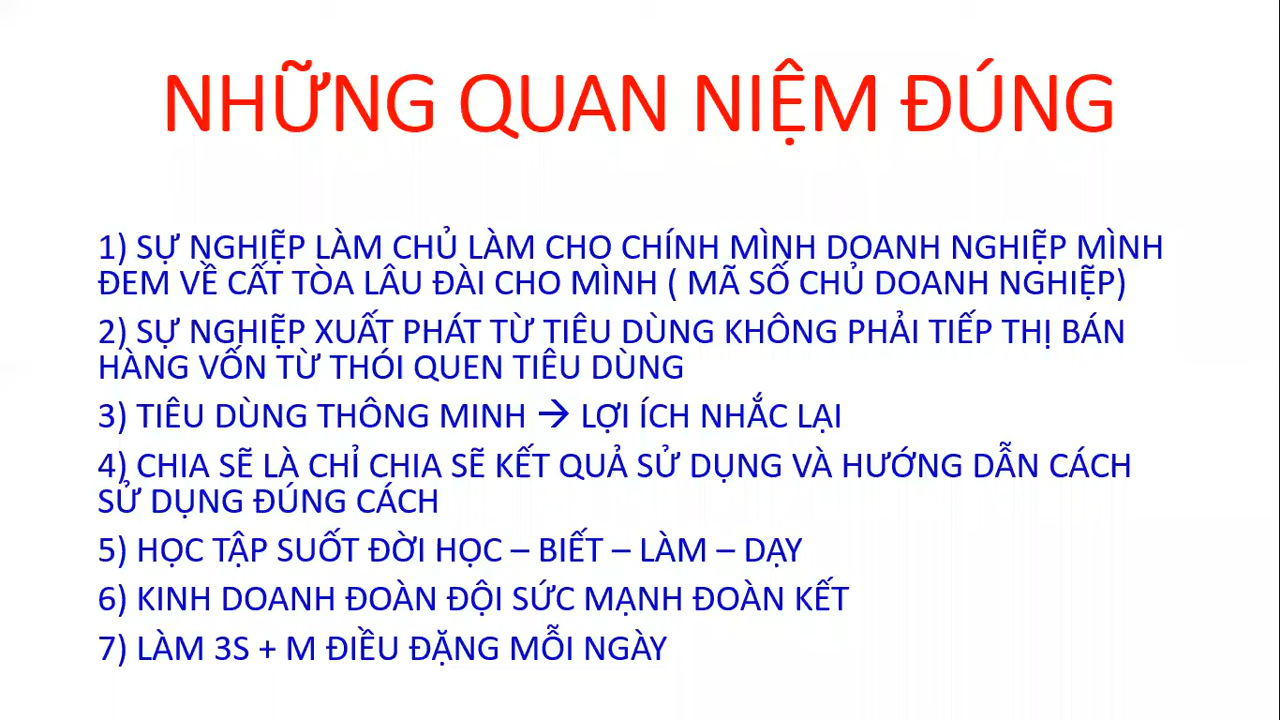 NHỮNG QUAN NIỆM ĐÚNG
1) SỰ NGHIỆP LÀM CHỦ LÀM CHO CHÍNH MÌNH DOANH NGHIỆP MÌNH
ĐEM VỀ CẤT TÒA LÂU ĐÀI CHO MÌNH ( MÃ SỐ CHỦ DOANH NGHIỆP)
2) SỰ NGHIỆP XUẤT PHÁT TỪ TIÊU DÙNG KHÔNG PHẢI TIẾP THỊ BÁN
HÀNG VỐN TỪ THÓI QUEN TIÊU DÙNG
3) TIÊU DÙNG THÔNG MINH → LỢI ÍCH NHẮC LẠI
4) CHIA SẼ LÀ CHỈ CHIA SẼ KẾT QUẢ SỬ DỤNG VÀ HƯỚNG DẪN CÁCH
SỬ DỤNG ĐÚNG CÁCH
5) HỌC TẬP SUỐT ĐỜI HỌC – BIẾT – LÀM – DẠY
6) KINH DOANH ĐOÀN ĐỘI SỨC MẠNH ĐOÀN KẾT
7) LÀM 3S + M ĐIỀU ĐẶNG MỖI NGÀY